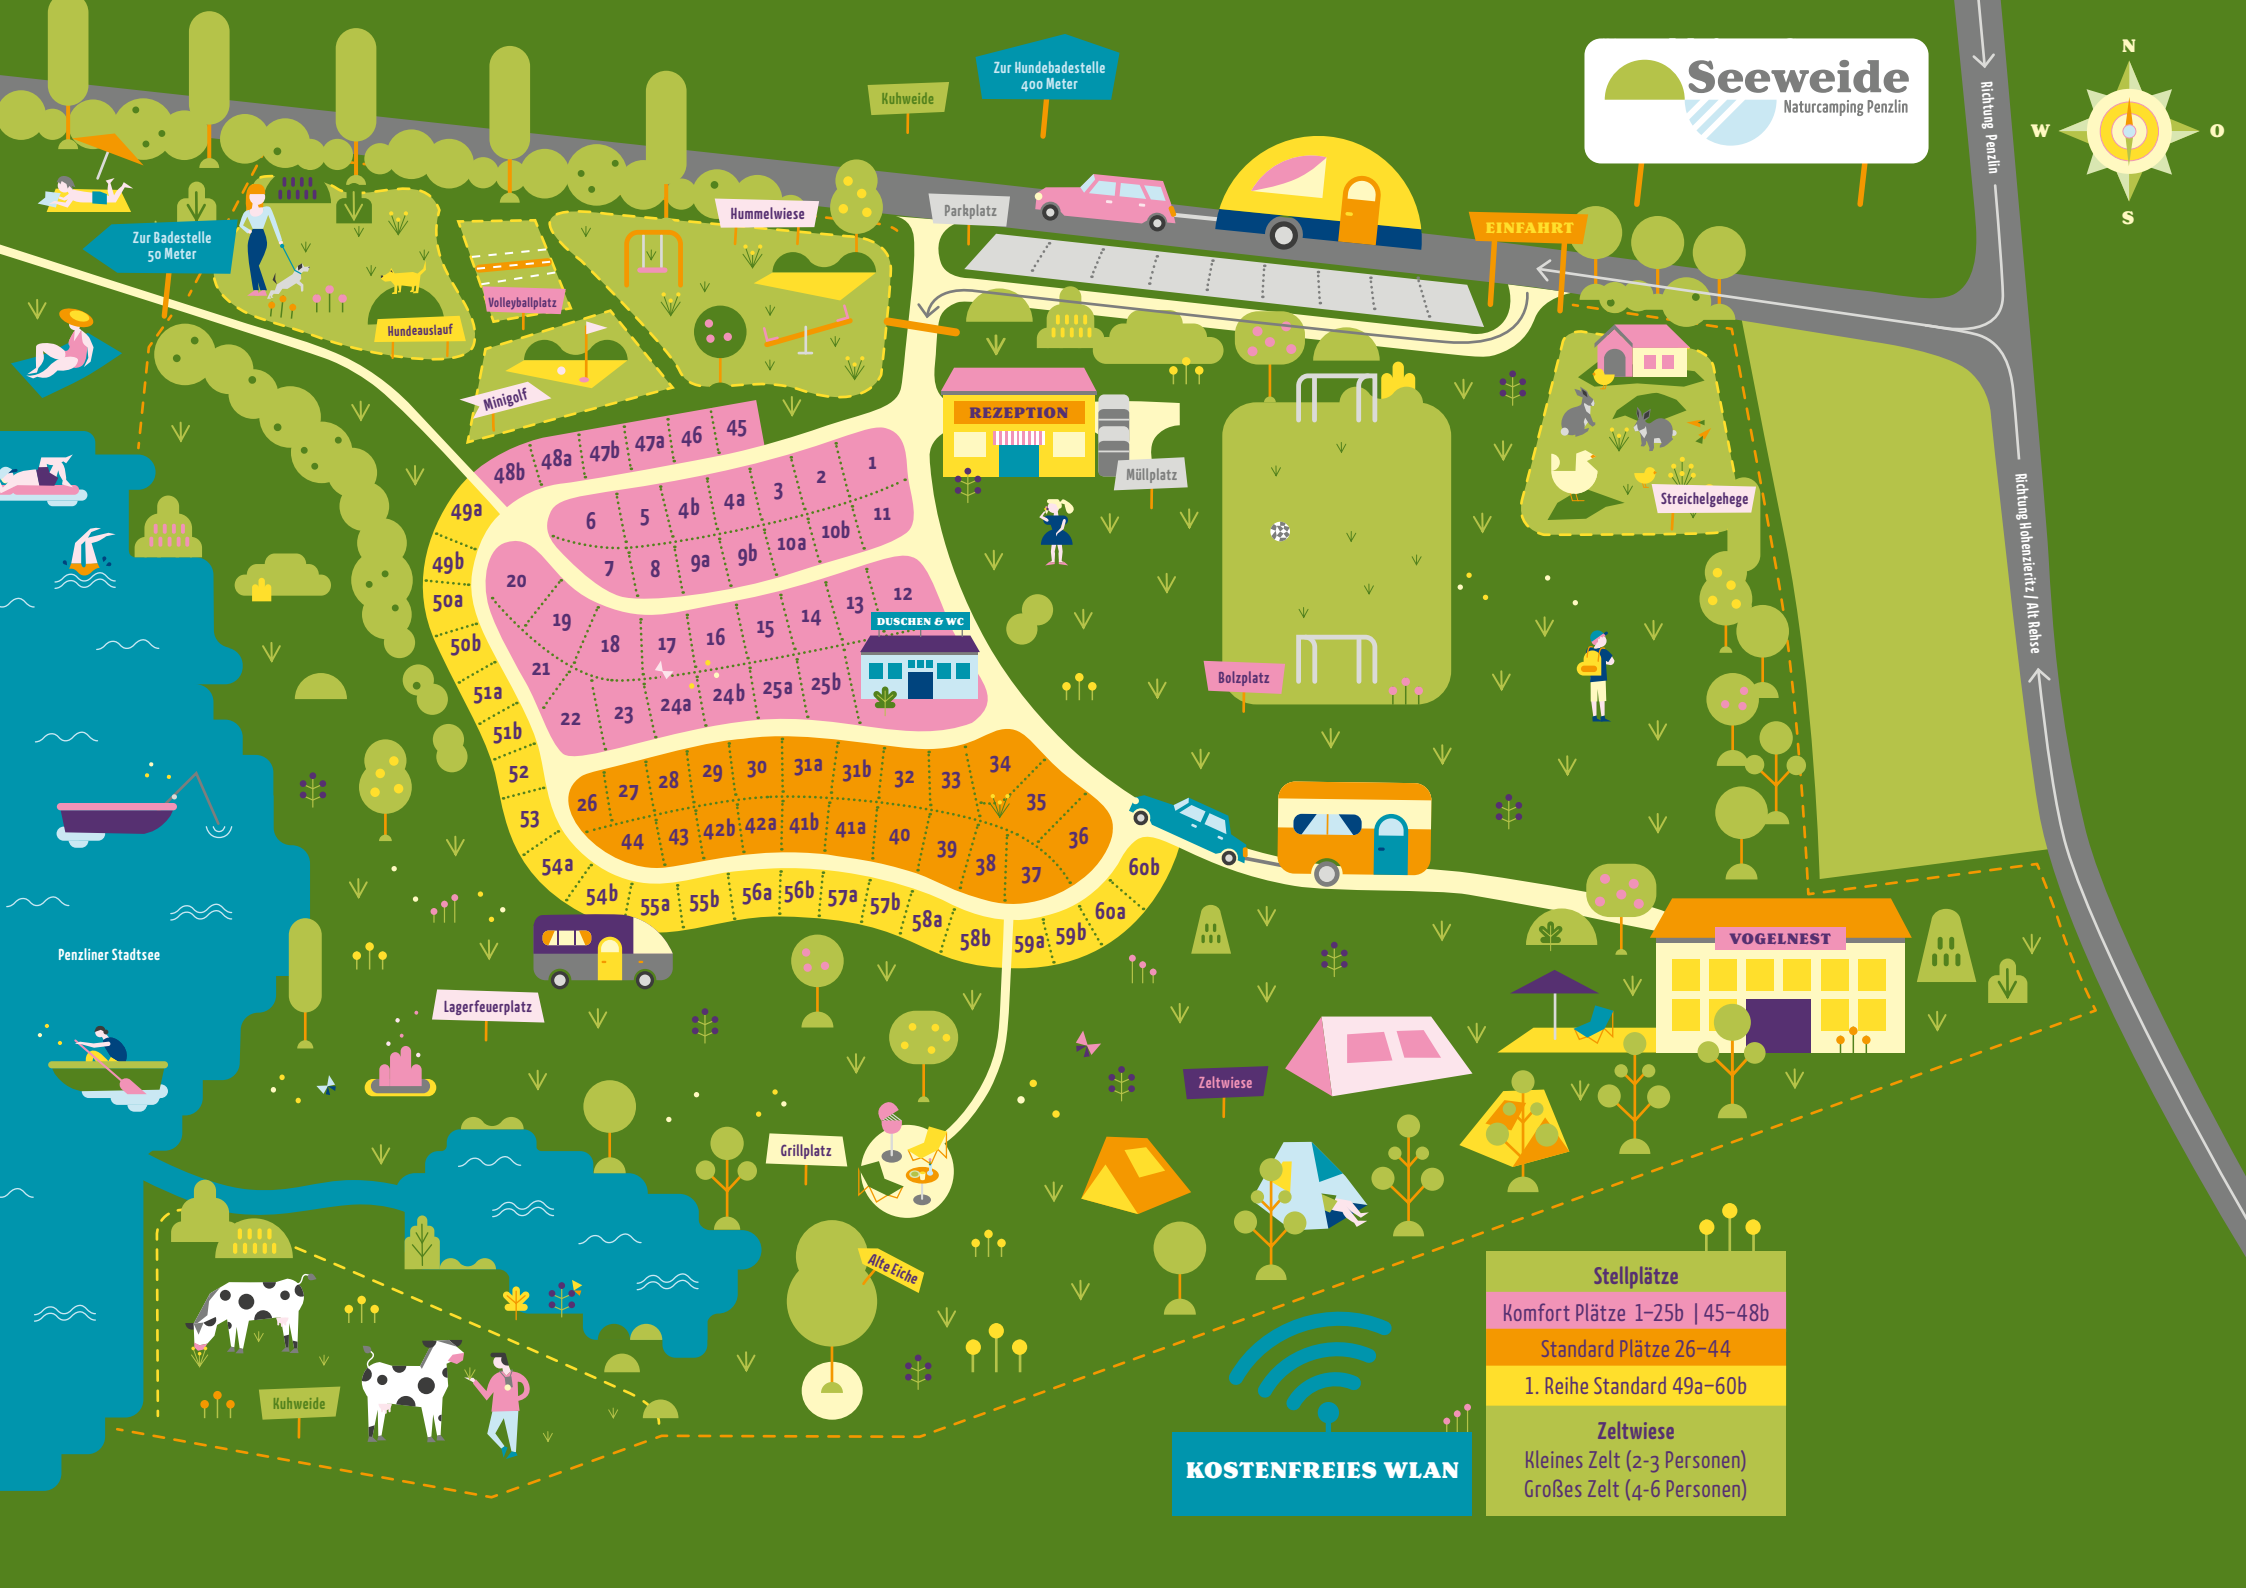 Zur Hundebadestelle
400 Meter
Kuhweide
Seeweide
Naturcamping Penzlin
Richtung Penzlin
N
W
O
S
Zur Badestelle
50 Meter
Hummelwiese
Parkplatz
EINFAHRT
Volleyballplatz
Hundeauslauf
Minigolf
REZEPTION
Müllplatz
Streichelgehege
Richtung Hohenzieritz / Alt Rehse
48b
48a
47b
47a
46
45
6
5
4b
4a
3
2
1
7
8
9a
9b
10a
10b
11
49a
49b
50a
50b
51a
51b
52
53
54a
54b
55a
55b
56a
56b
57a
57b
58a
58b
59a
59b
60a
60b
20
19
18
17
16
15
14
13
12
DUSCHEN & WC
21
22
23
24a
24b
25a
25b
26
27
28
29
30
31a
31b
32
33
34
35
36
44
43
42b
42a
41b
41a
40
39
38
37
Bolzplatz
Penzliner Stadtsee
Lagerfeuerplatz
VOGELNEST
Zeltwiese
Grillplatz
Alte Eiche
Kuhweide
KOSTENFREIES WLAN
Stellplätze
Komfort Plätze 1–25b | 45–48b
Standard Plätze 26–44
1. Reihe Standard 49a–60b
Zeltwiese
Kleines Zelt (2-3 Personen)
Großes Zelt (4-6 Personen)